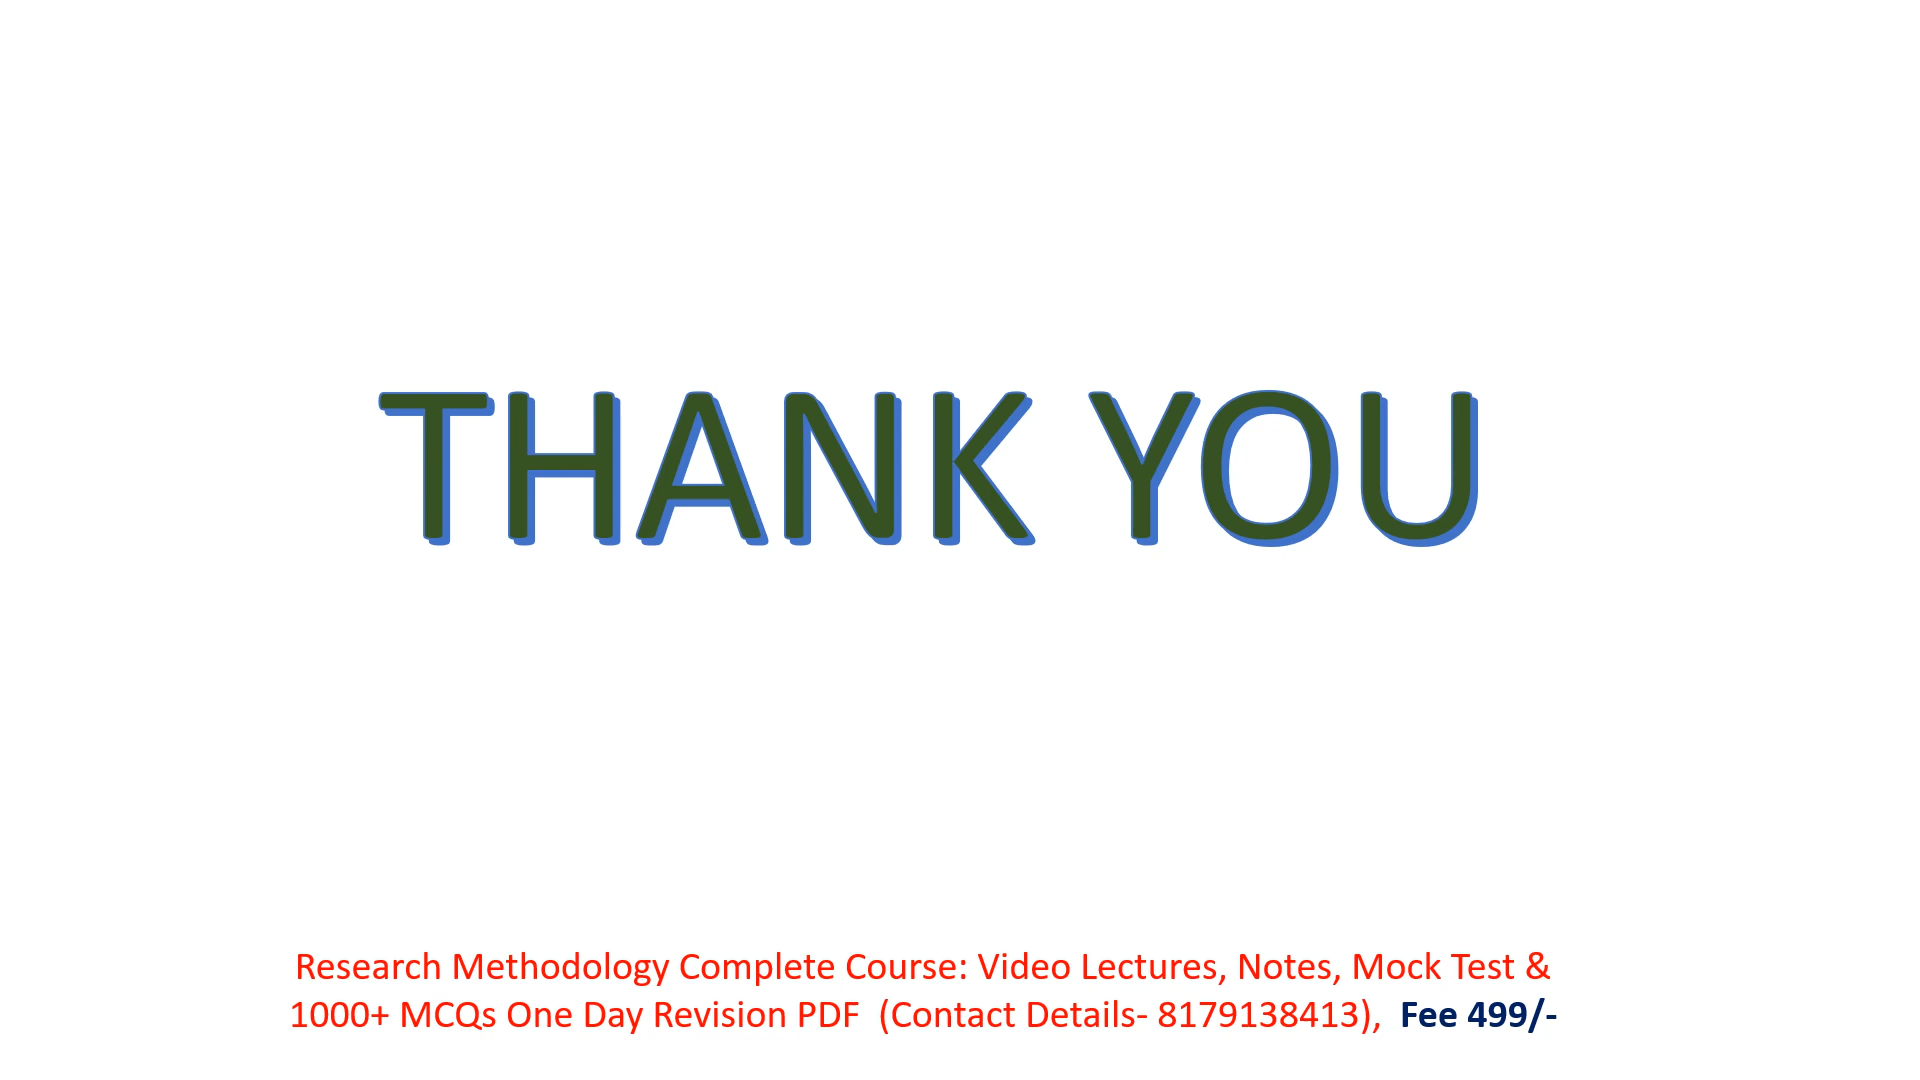 THANK YOU
Research Methodology Complete Course: Video Lectures, Notes, Mock Test &
1000+ MCQs One Day Revision PDF  (Contact Details- 8179138413),  Fee 499/-